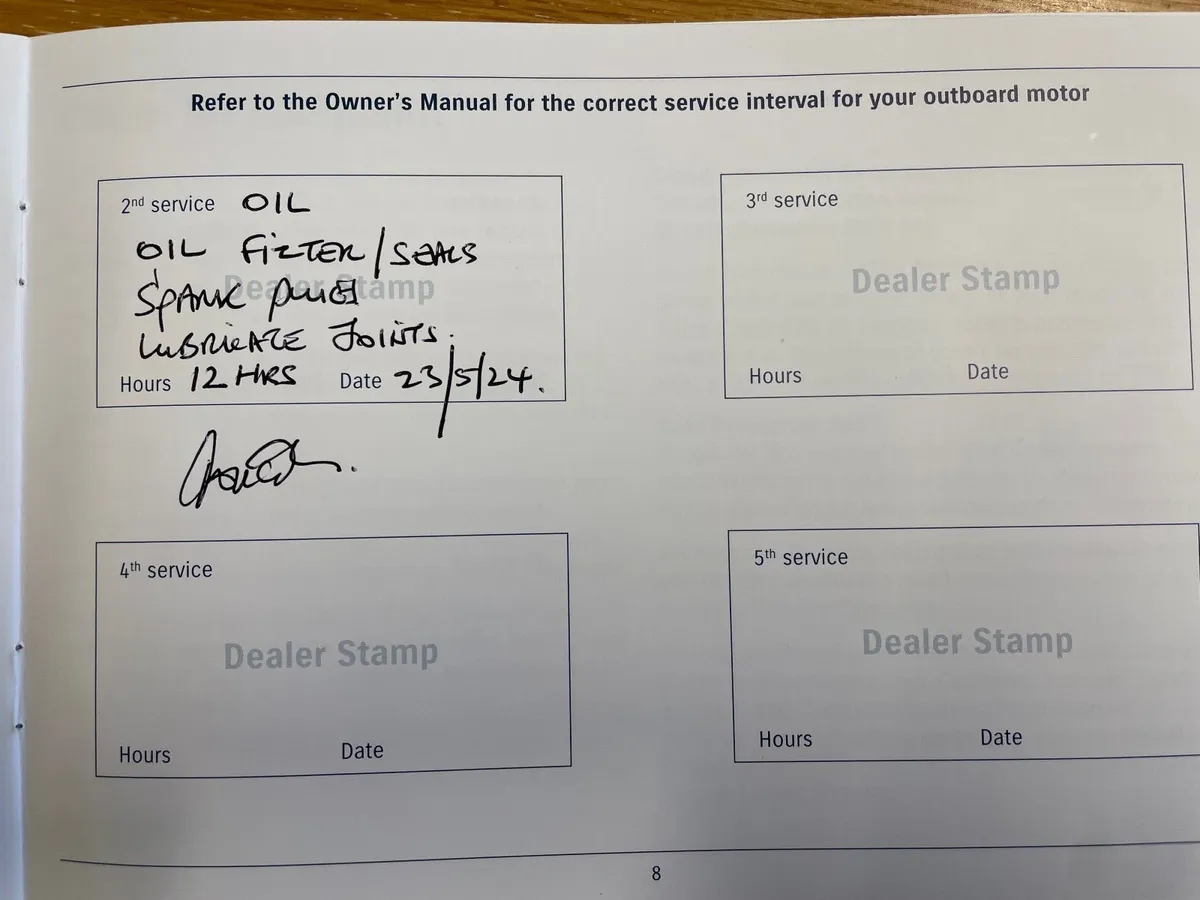 Refer to the Owner's Manual for the correct service interval for your outboard motor
2nd service OIL
OIL FILTER/SEALS
Dealer Stamp
SPARK PLUG
LUBRICATE JOINTS.
Hours 12 HRS Date 23/5/24.
3rd service
Dealer Stamp
Hours Date
4th service
Dealer Stamp
Hours Date
5th service
Dealer Stamp
Hours Date
8